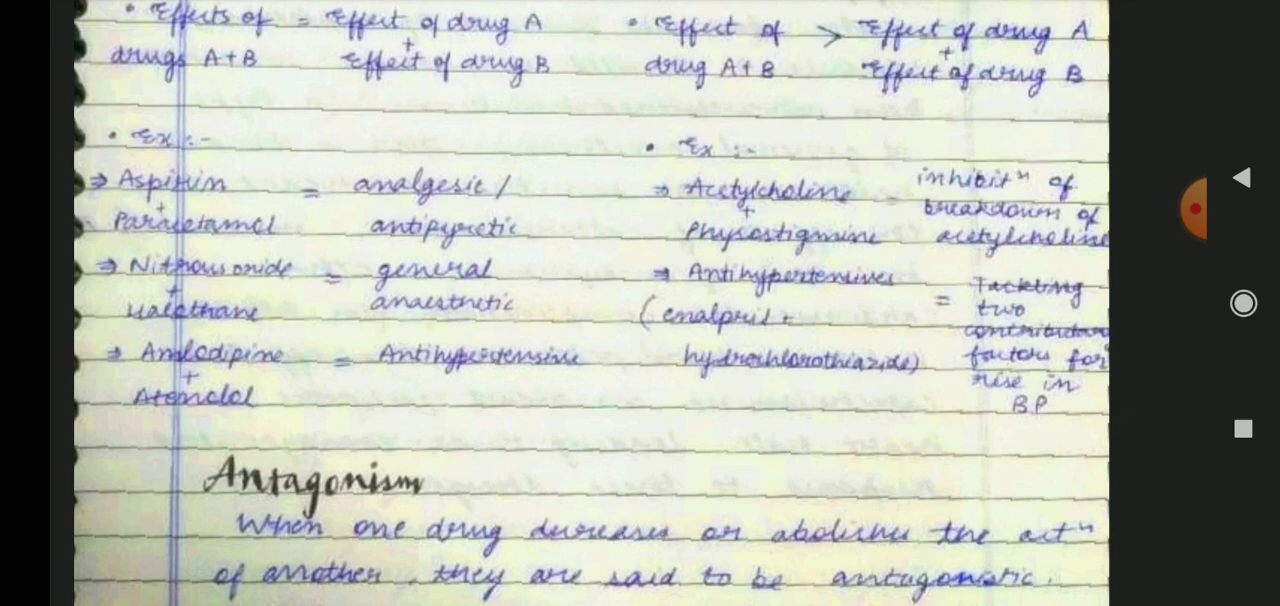 • Effects of = Effect of drug A
+
drugs A+B Effect of drug B
• Ex :-
⇒ Aspirin = analgesic /
+
Paracetamol antipyretic
⇒ Nitrous oxide = general
+
Halothane anaesthetic
⇒ Amlodipine = Antihypertensive
+
Atenolol
• Effect of > Effect of drug A
+
drug A+B Effect of drug B
• Ex :-
⇒ Acetylcholine = inhibitⁿ of
+ breakdown of
Physostigmine acetylcholine
⇒ Antihypertensives = Tackling
(enalpril + two
contributory
hydrochlorothiazide) factors for
rise in
BP
Antagonism
When one drug decreases or abolishes the actⁿ
of another, they are said to be antagonistic.